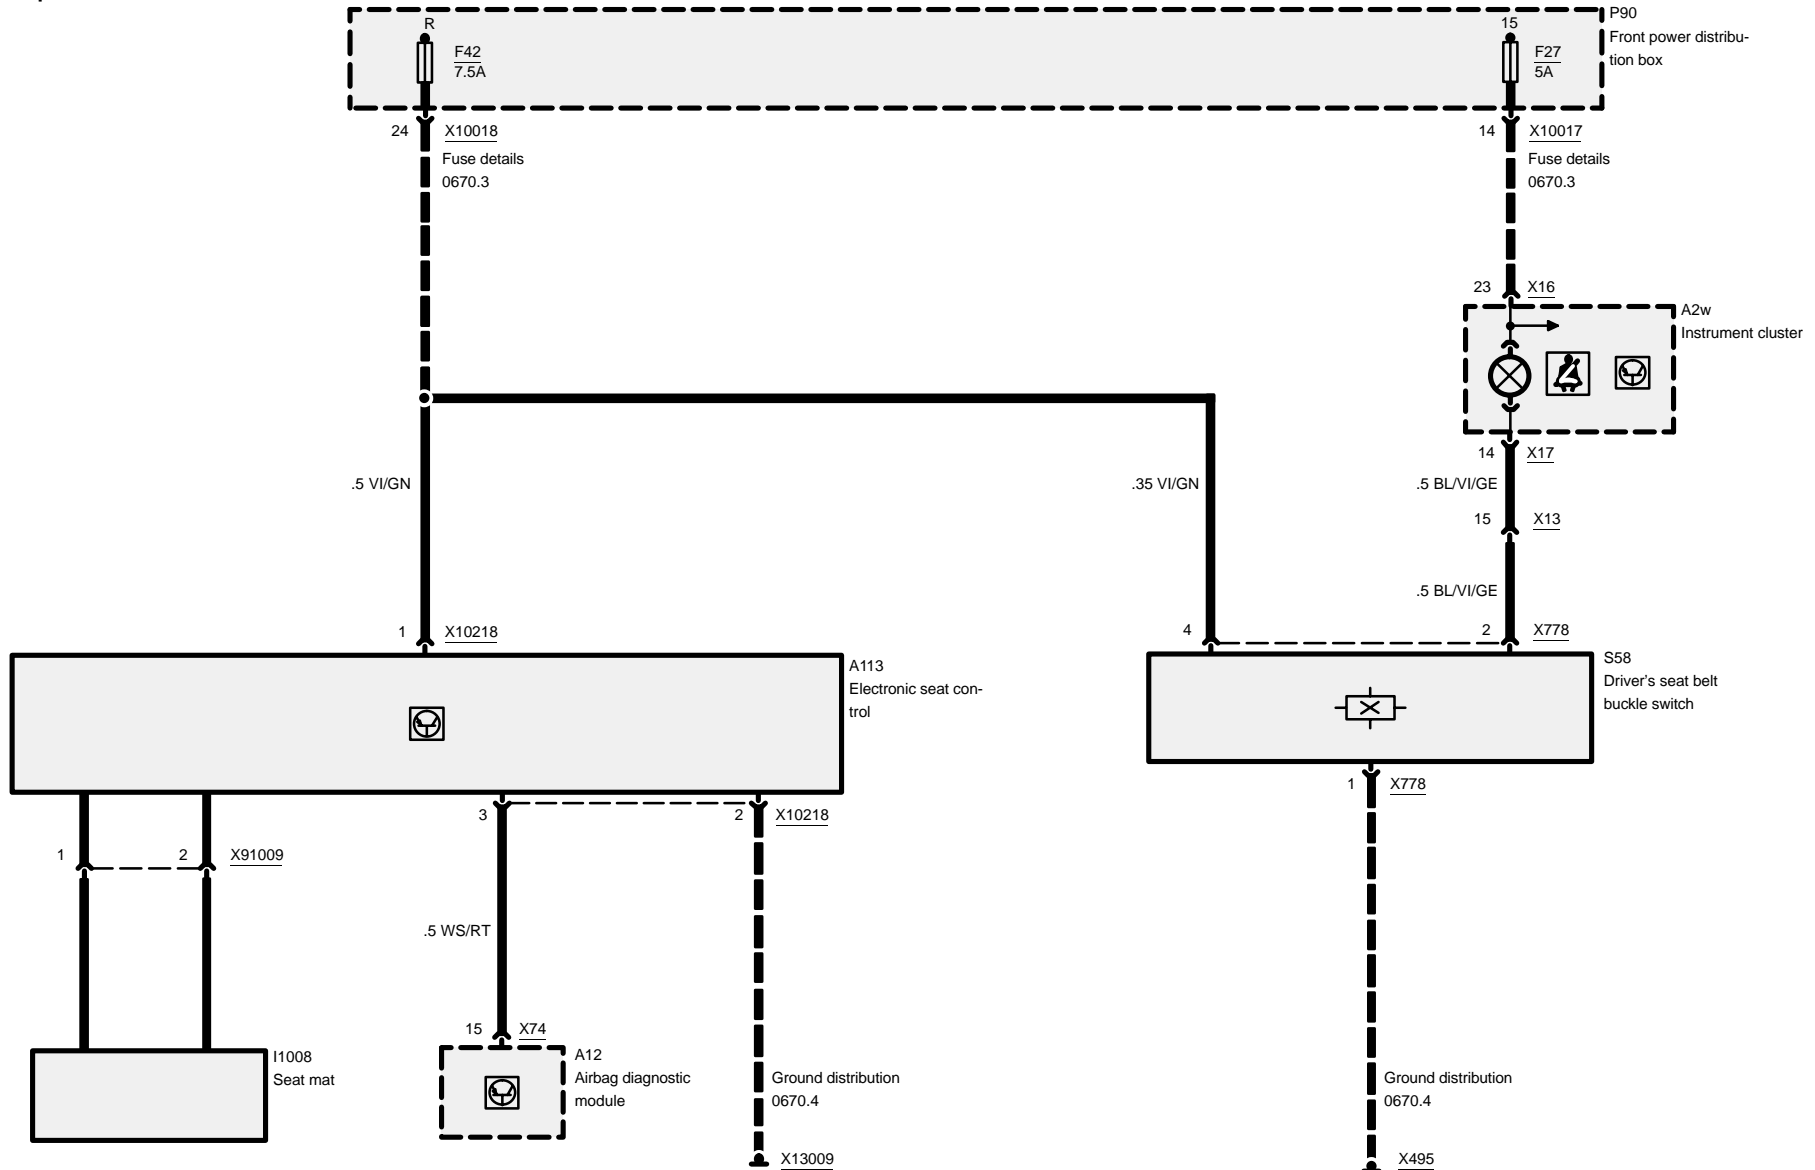 P90
R
15
Front power distribu-
F42
F27
tion box
7.5A
5A
24
X10018
14
X10017
Fuse details
Fuse details
0670.3
0670.3
23
X16
A2w
Instrument cluster
14
X17
.5 VI/GN
.35 VI/GN
.5 BL/VI/GE
15
X13
.5 BL/VI/GE
1
X10218
4
2
X778
A113
Electronic seat con-
trol
S58
Driver's seat belt
buckle switch
1
X778
3
2
X10218
1
2
X91009
.5 WS/RT
15
X74
I1008
Seat mat
A12
Airbag diagnostic
module
Ground distribution
0670.4
Ground distribution
0670.4
X13009
X495